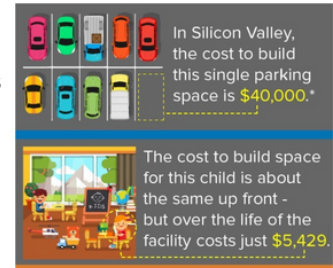 In Silicon Valley,
the cost to build
this single parking
space is $40,000.*
The cost to build space
for this child is about
the same up front -
but over the life of the
facility costs just $5,429.